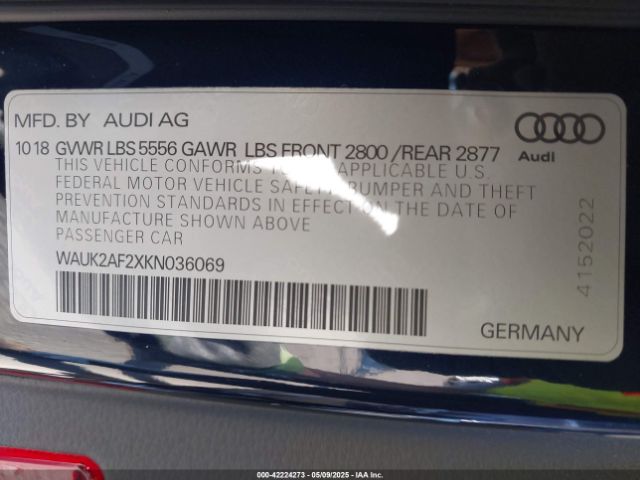 MFD. BY AUDI AG
10 18 GVWR LBS 5556 GAWR LBS FRONT 2800 / REAR 2877
THIS VEHICLE CONFORMS TO ALL APPLICABLE U.S.
FEDERAL MOTOR VEHICLE SAFETY, BUMPER AND THEFT
PREVENTION STANDARDS IN EFFECT ON THE DATE OF
MANUFACTURE SHOWN ABOVE
PASSENGER CAR
WAUK2AF2XKN036069
Audi
4152022
GERMANY
000-42224273 - 05/09/2025 - IAA Inc.